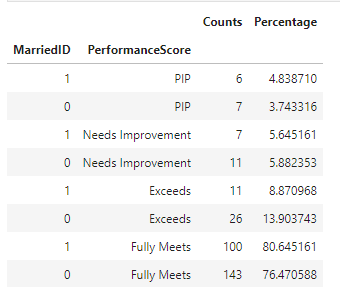 Counts Percentage
MarriedID PerformanceScore
1 PIP 6 4.838710
0 PIP 7 3.743316
1 Needs Improvement 7 5.645161
0 Needs Improvement 11 5.882353
1 Exceeds 11 8.870968
0 Exceeds 26 13.903743
1 Fully Meets 100 80.645161
0 Fully Meets 143 76.470588